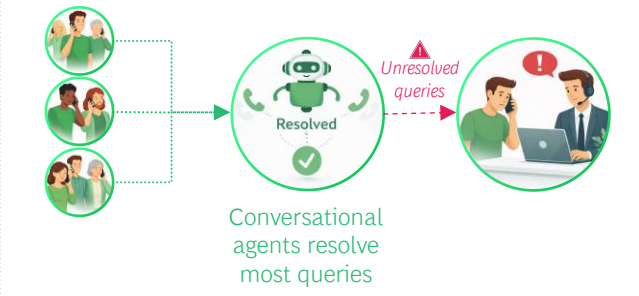 Unresolved
queries
Resolved
Conversational
agents resolve
most queries